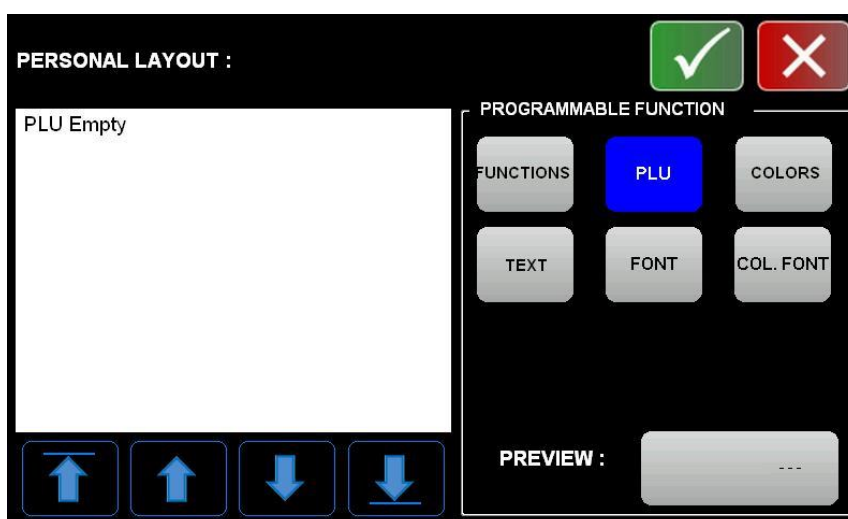 PERSONAL LAYOUT :
PLU Empty
PROGRAMMABLE FUNCTION
FUNCTIONS
PLU
COLORS
TEXT
FONT
COL. FONT
PREVIEW :
---